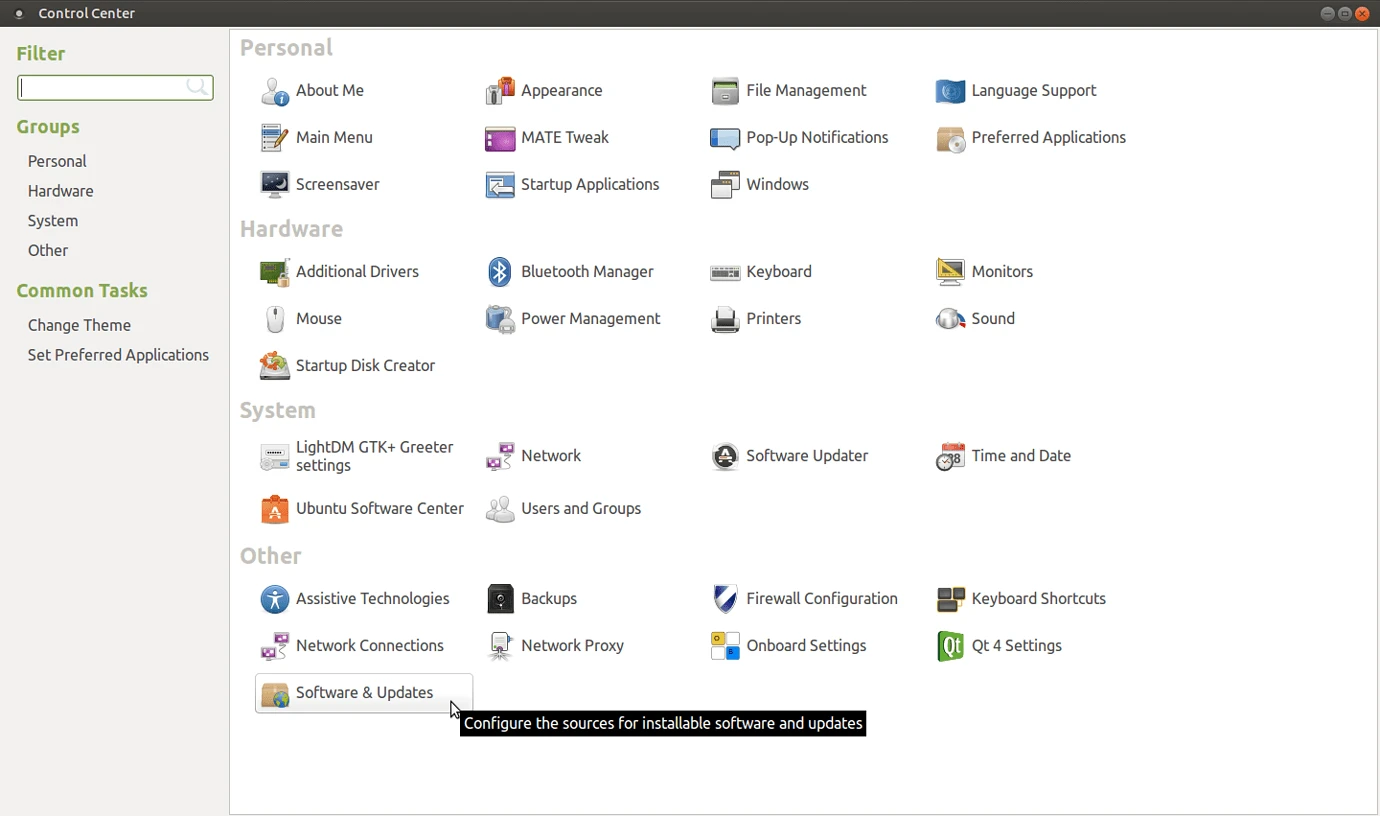 Control Center
Filter
Groups
Personal
Hardware
System
Other
Common Tasks
Change Theme
Set Preferred Applications
Personal
About Me
Appearance
File Management
Language Support
Main Menu
MATE Tweak
Pop-Up Notifications
Preferred Applications
Screensaver
Startup Applications
Windows
Hardware
Additional Drivers
Bluetooth Manager
Keyboard
Monitors
Mouse
Power Management
Printers
Sound
Startup Disk Creator
System
LightDM GTK+ Greeter
settings
Network
Software Updater
Time and Date
Ubuntu Software Center
Users and Groups
Other
Assistive Technologies
Backups
Firewall Configuration
Keyboard Shortcuts
Network Connections
Network Proxy
Onboard Settings
Qt 4 Settings
Software & Updates
Configure the sources for installable software and updates